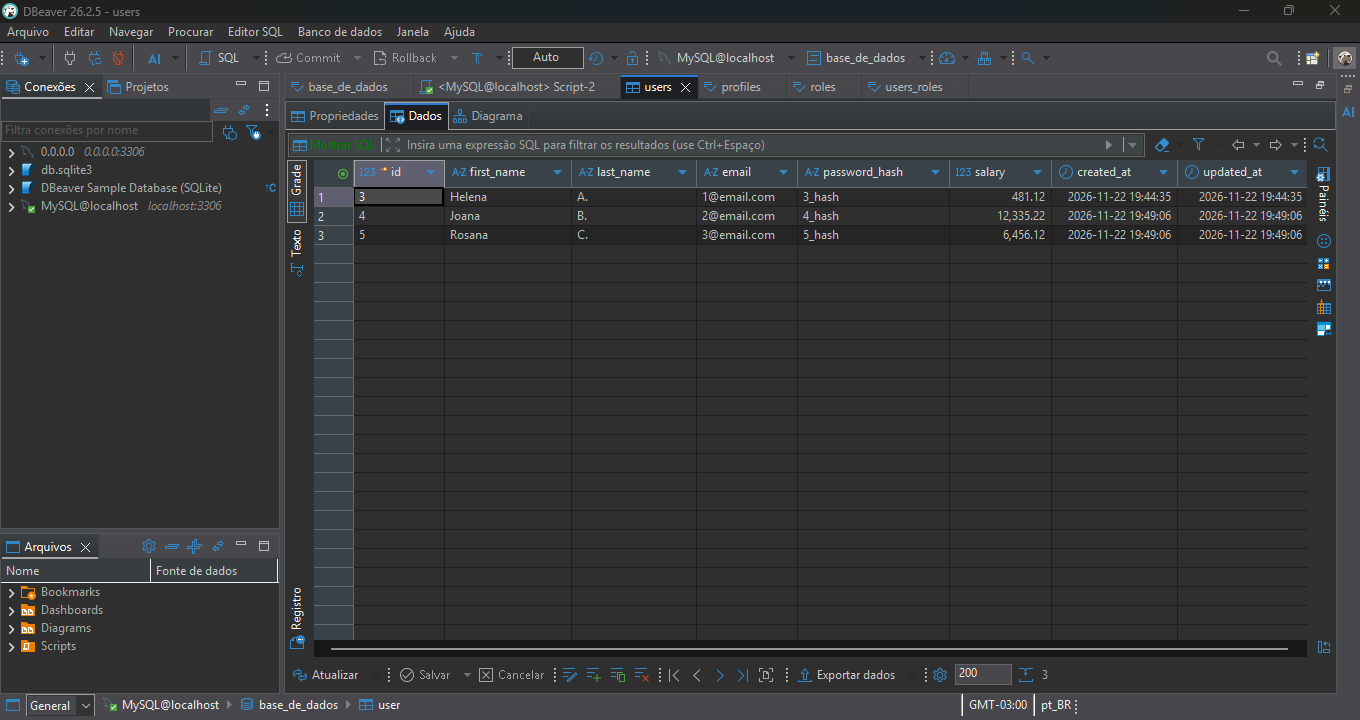 DBeaver 26.2.5 - users
Arquivo Editar Navegar Procurar Editor SQL Banco de dados Janela Ajuda
AI SQL Commit Rollback T Auto MySQL@localhost base_de_dados
Conexões Projetos
base_de_dados <MySQL@localhost> Script-2 users profiles roles users_roles
Propriedades Dados Diagrama
AI
Filtra conexões por nome
Mostrar SQL Insira uma expressão SQL para filtrar os resultados (use Ctrl+Espaço)
0.0.0.0 0.0.0.0:3306
db.sqlite3
DBeaver Sample Database (SQLite)
MySQL@localhost localhost:3306
Grade
Texto
Registro
Painéis
123 id A-Z first_name A-Z last_name A-Z email A-Z password_hash 123 salary created_at updated_at
1 3 Helena A. 1@email.com 3_hash 481.12 2026-11-22 19:44:35 2026-11-22 19:44:35
2 4 Joana B. 2@email.com 4_hash 12,335.22 2026-11-22 19:49:06 2026-11-22 19:49:06
3 5 Rosana C. 3@email.com 5_hash 6,456.12 2026-11-22 19:49:06 2026-11-22 19:49:06
Arquivos
Nome Fonte de dados
Bookmarks
Dashboards
Diagrams
Scripts
Atualizar Salvar Cancelar Exportar dados 200 3
General MySQL@localhost base_de_dados user GMT-03:00 pt_BR